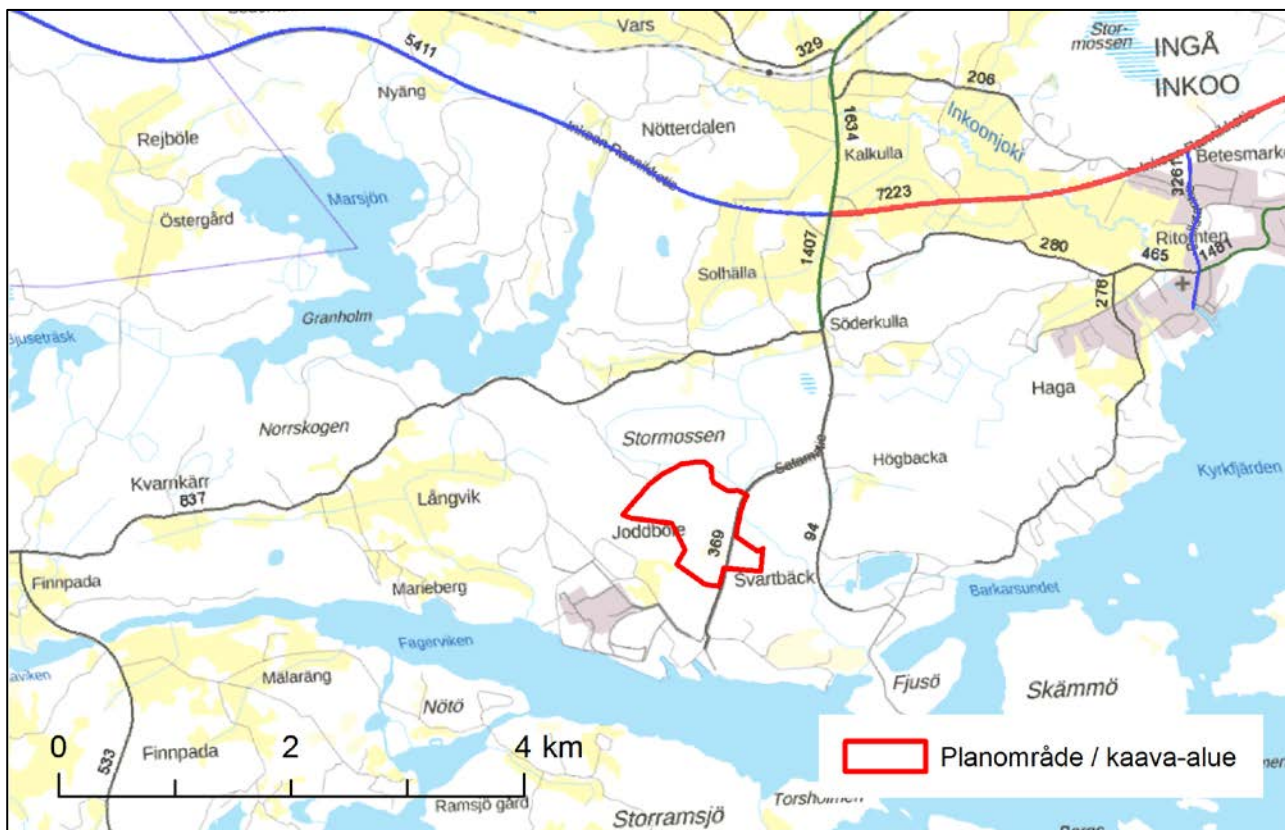 Vars
329
5411
Stor-
mossen
INGÅ
INKOO
206
Nyäng
Nötterdalen
1634
Inkoonjoki
Rejböle
Kalkulla
Betesmark
Marsjön
7223
3261
Östergård
1407
280
465
Solhälla
1481
278
Granholm
Söderkulla
Haga
Norrskogen
Stormossen
Satamatie
Högbacka
Kyrkfjärden
Kvarnkärr
837
Långvik
Joddböle
369
94
Svartbäck
Finnpada
Marieberg
Barkarsundet
Fagerviken
Mälaräng
Fjusö
Skämmö
Nötö
0
2
4 km
533
Finnpada
Planområde / kaava-alue
Ramsjö gård
Storramsjö
Torsholmen